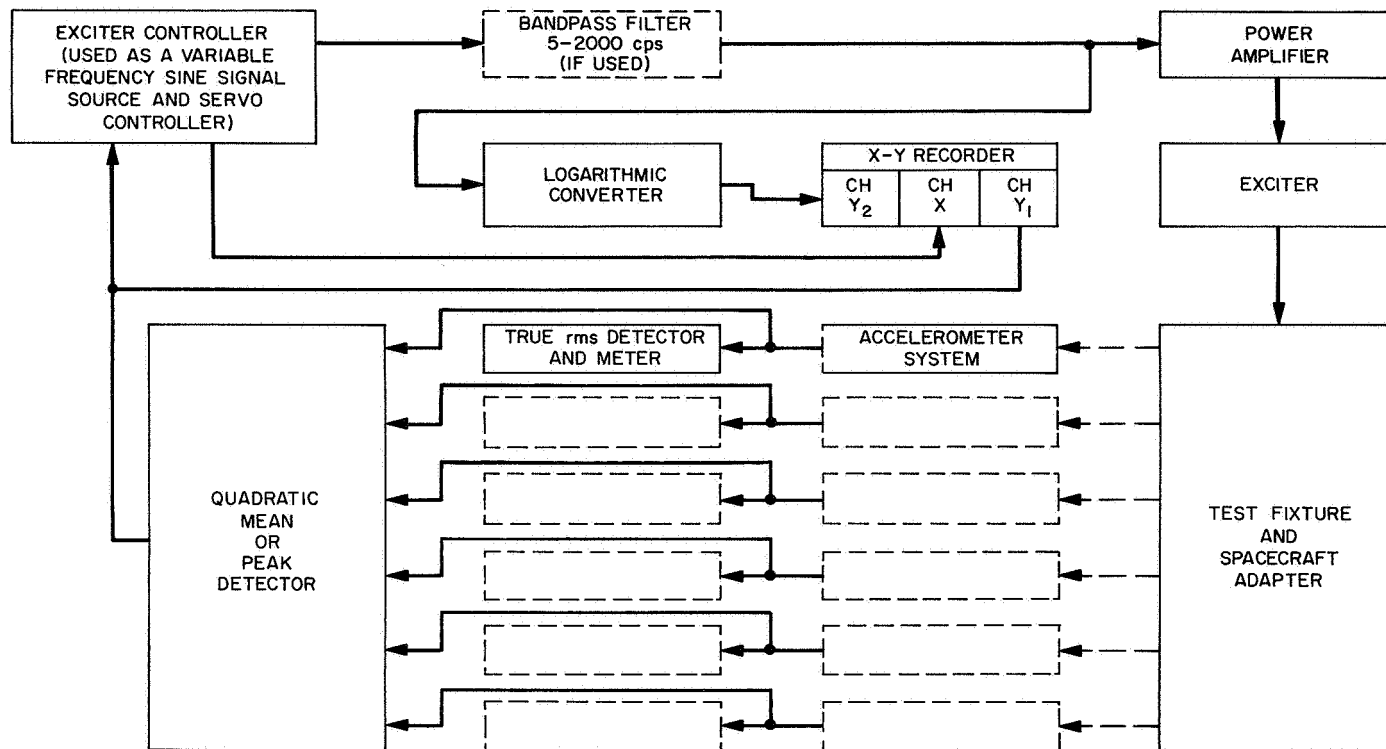 EXCITER CONTROLLER
(USED AS A VARIABLE
FREQUENCY SINE SIGNAL
SOURCE AND SERVO
CONTROLLER)
BANDPASS FILTER
5-2000 cps
(IF USED)
POWER
AMPLIFIER
LOGARITHMIC
CONVERTER
X-Y RECORDER
CH
Y2
CH
X
CH
Y1
EXCITER
TRUE rms DETECTOR
AND METER
ACCELEROMETER
SYSTEM
QUADRATIC
MEAN
OR
PEAK
DETECTOR
TEST FIXTURE
AND
SPACECRAFT
ADAPTER